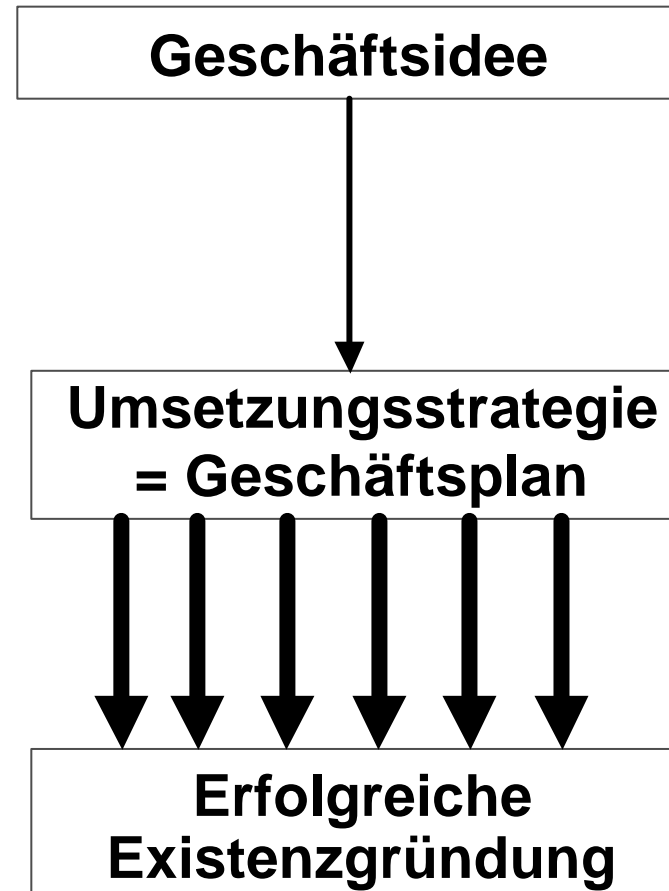 Geschäftsidee
Umsetzungsstrategie
= Geschäftsplan
Erfolgreiche
Existenzgründung